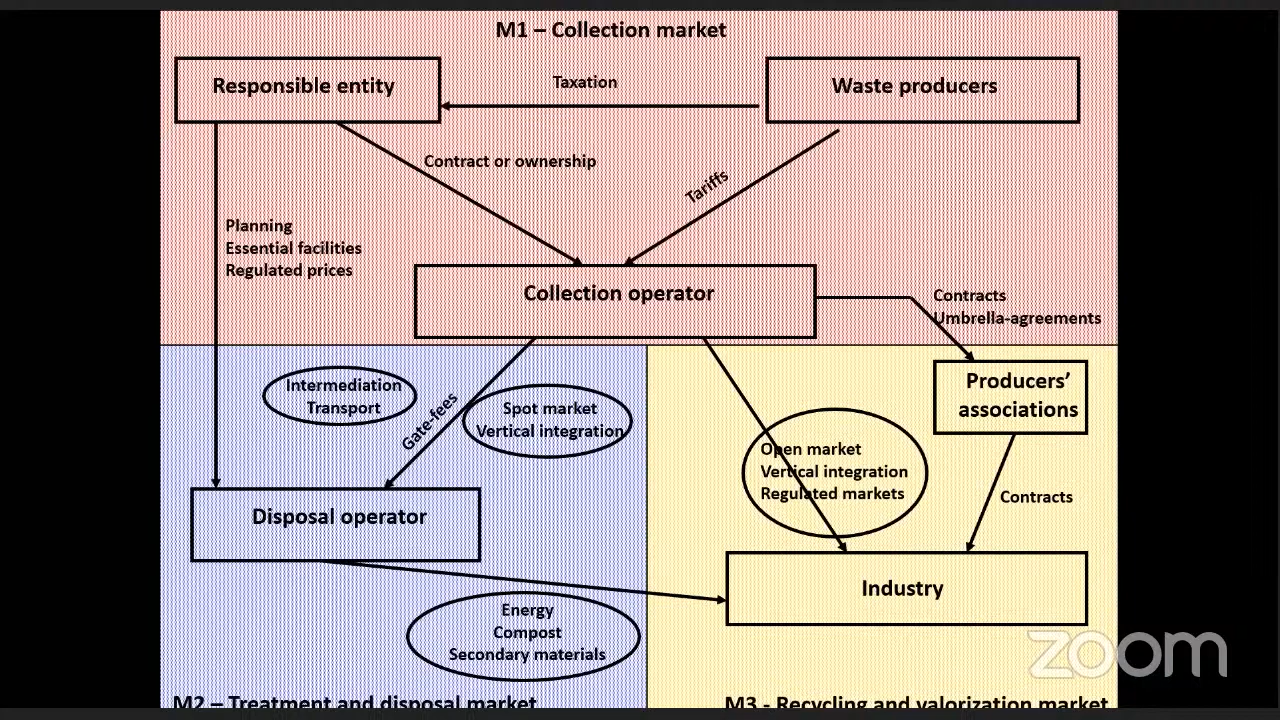 M1 – Collection market
Responsible entity
Taxation
Waste producers
Contract or ownership
Tariffs
Planning
Essential facilities
Regulated prices
Collection operator
Contracts
Umbrella-agreements
Intermediation
Transport
Gate-fees
Spot market
Vertical integration
Producers’
associations
Open market
Vertical integration
Regulated markets
Contracts
Disposal operator
Industry
Energy
Compost
Secondary materials
zoom
M2 – Treatment and disposal market
M3 - Recycling and valorization market